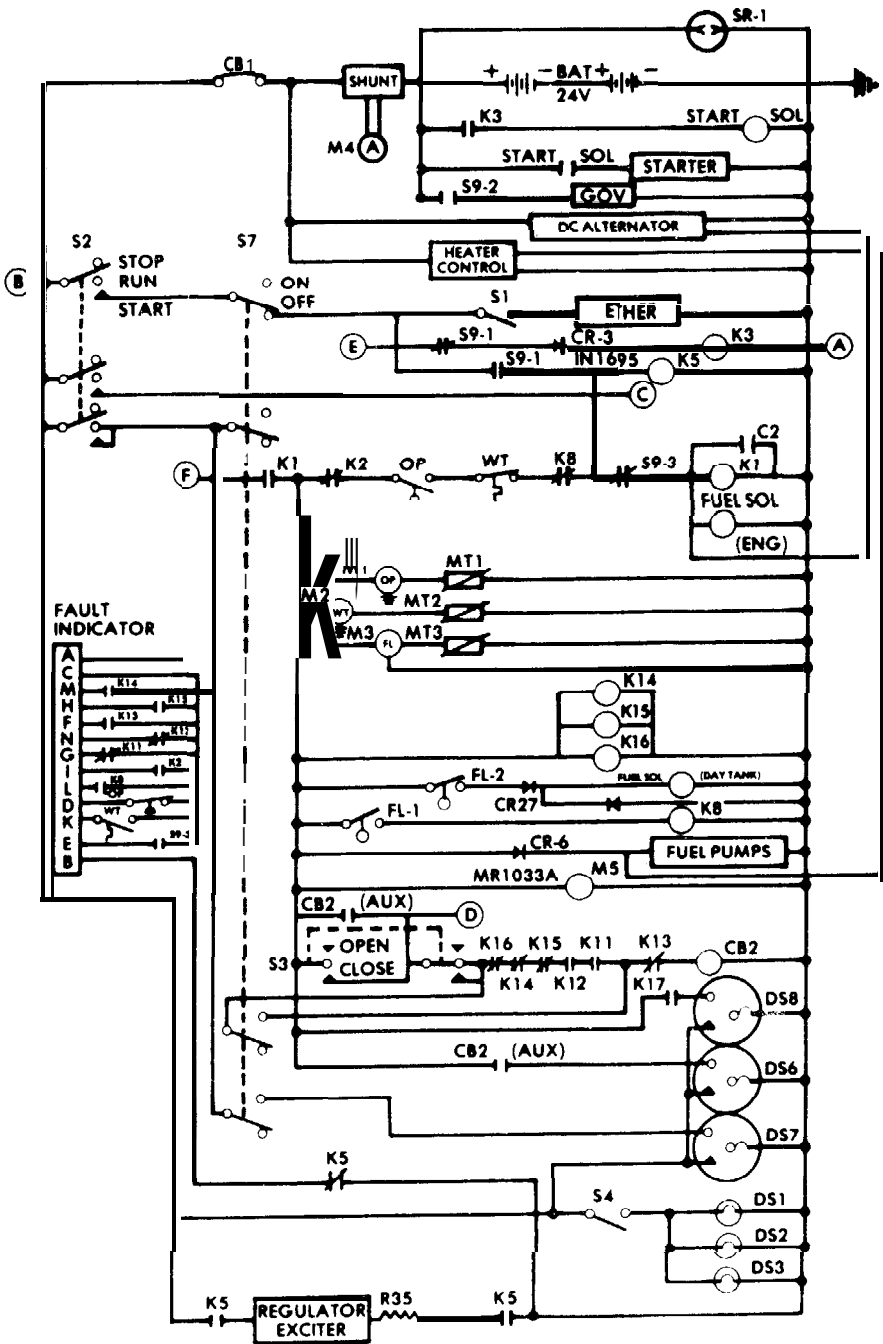 SR-1
CB1
SHUNT
+ -BAT+ -
24V
K3
START SOL
M4 A
START SOL STARTER
S9-2 GOV
DC ALTERNATOR
HEATER
CONTROL
S2 S7
B STOP
RUN
START
ON
OFF
S1 ETHER
E S9-1 CR-3 K3 A
S9-1 IN1695 K5
C
C2
F K1 K2 OP WT K8 S9-3 K1
FUEL SOL
(ENG)
MT1
OP
M2 WT MT2
M3 FL MT3
FAULT
INDICATOR
A
C
M K14
H
F
N
G K11
I K2
L
D OP
K WT
E
B
K14
K15
K16
FL-2 FUEL SOL (DAY TANK)
CR27
FL-1 K8
CR-6 FUEL PUMPS
MR1033A M5
CB2 (AUX) D
S3 OPEN
CLOSE
K16 K15 K11 K13 CB2
K14 K12 K17
DS8
CB2 (AUX) DS6
DS7
K5
S4 DS1
DS2
DS3
K5 REGULATOR
EXCITER
R35 K5